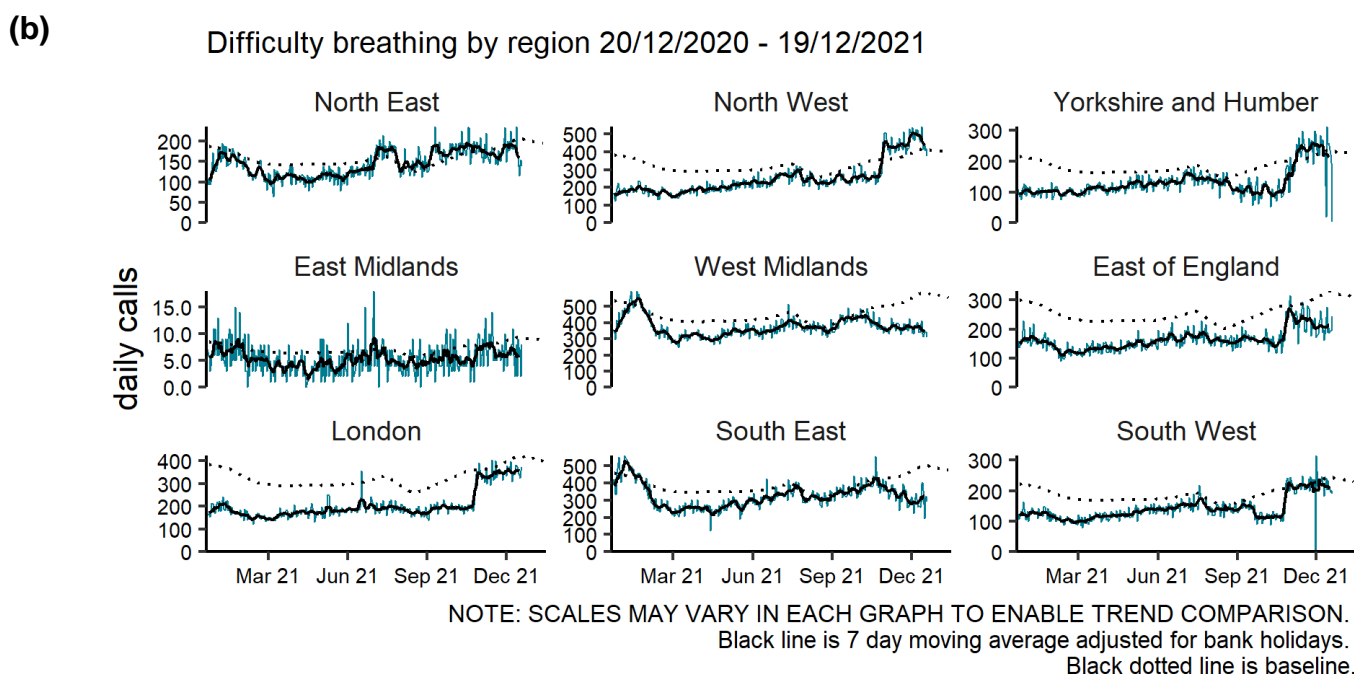 (b)
Difficulty breathing by region 20/12/2020 - 19/12/2021
North East
North West
Yorkshire and Humber
200
150
100
50
0
500
400
300
200
100
0
300
200
100
0
daily calls
East Midlands
West Midlands
East of England
15.0
10.0
5.0
0.0
500
400
300
200
100
0
300
200
100
0
London
South East
South West
400
300
200
100
0
500
400
300
200
100
0
300
200
100
0
Mar 21 Jun 21 Sep 21 Dec 21
Mar 21 Jun 21 Sep 21 Dec 21
Mar 21 Jun 21 Sep 21 Dec 21
NOTE: SCALES MAY VARY IN EACH GRAPH TO ENABLE TREND COMPARISON.
Black line is 7 day moving average adjusted for bank holidays.
Black dotted line is baseline.